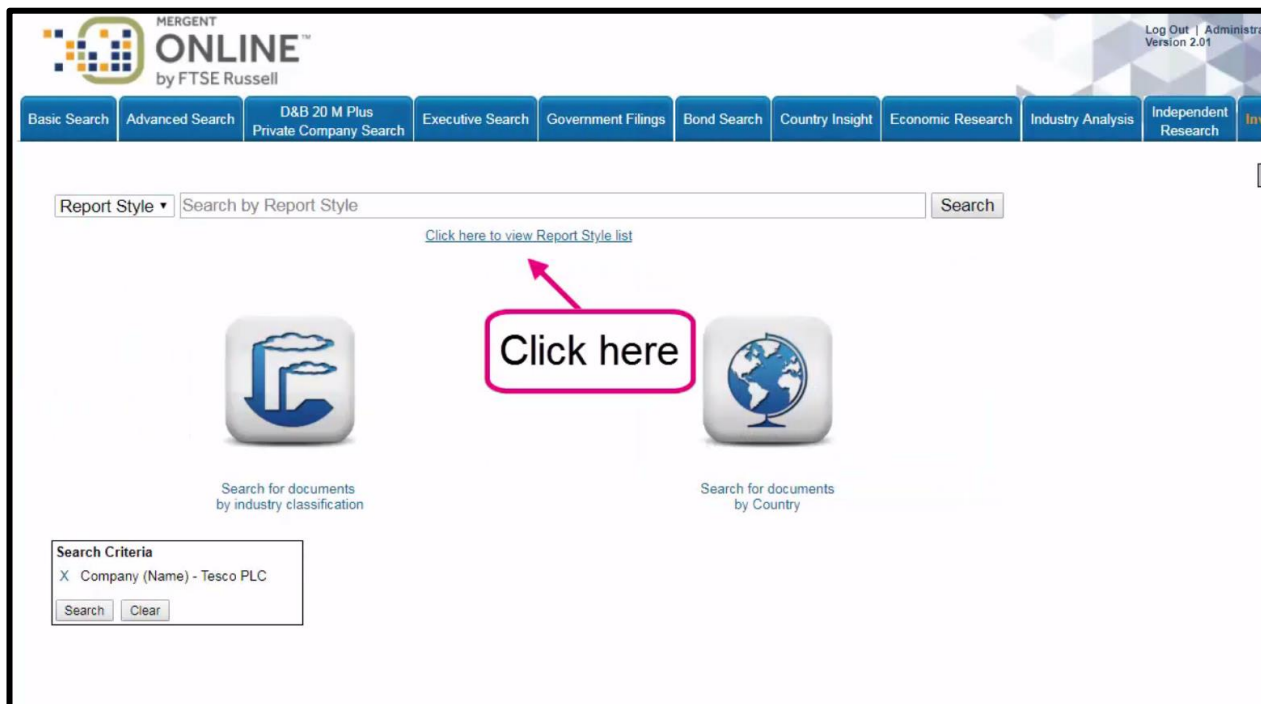 MERGENT
ONLINE™
by FTSE Russell
Log Out | Administra
Version 2.01
Basic Search
Advanced Search
D&B 20 M Plus
Private Company Search
Executive Search
Government Filings
Bond Search
Country Insight
Economic Research
Industry Analysis
Independent
Research
Report Style
Search by Report Style
Search
Click here to view Report Style list
Click here
Search for documents
by industry classification
Search for documents
by Country
Search Criteria
X Company (Name) - Tesco PLC
Search
Clear